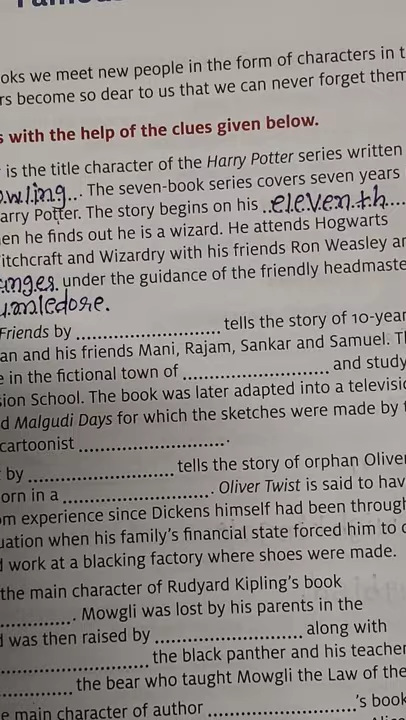 oks we meet new people in the form of characters in t
rs become so dear to us that we can never forget them
s with the help of the clues given below.
is the title character of the Harry Potter series written
owling... The seven-book series covers seven years
arry Potter. The story begins on his ..eleventh....
en he finds out he is a wizard. He attends Hogwarts
itchcraft and Wizardry with his friends Ron Weasley an
anges under the guidance of the friendly headmaste
umledore.
Friends by ............................ tells the story of 10-year
an and his friends Mani, Rajam, Sankar and Samuel. Th
e in the fictional town of ............................ and study
sion School. The book was later adapted into a televisio
d Malgudi Days for which the sketches were made by t
cartoonist ............................
by ............................ tells the story of orphan Oliver
orn in a ............................. Oliver Twist is said to hav
om experience since Dickens himself had been through
uation when his family's financial state forced him to
d work at a blacking factory where shoes were made.
the main character of Rudyard Kipling's book
.............. Mowgli was lost by his parents in the
d was then raised by ............................ along with
............................ the black panther and his teacher
.............. the bear who taught Mowgli the Law of the
e main character of author ............................'s book